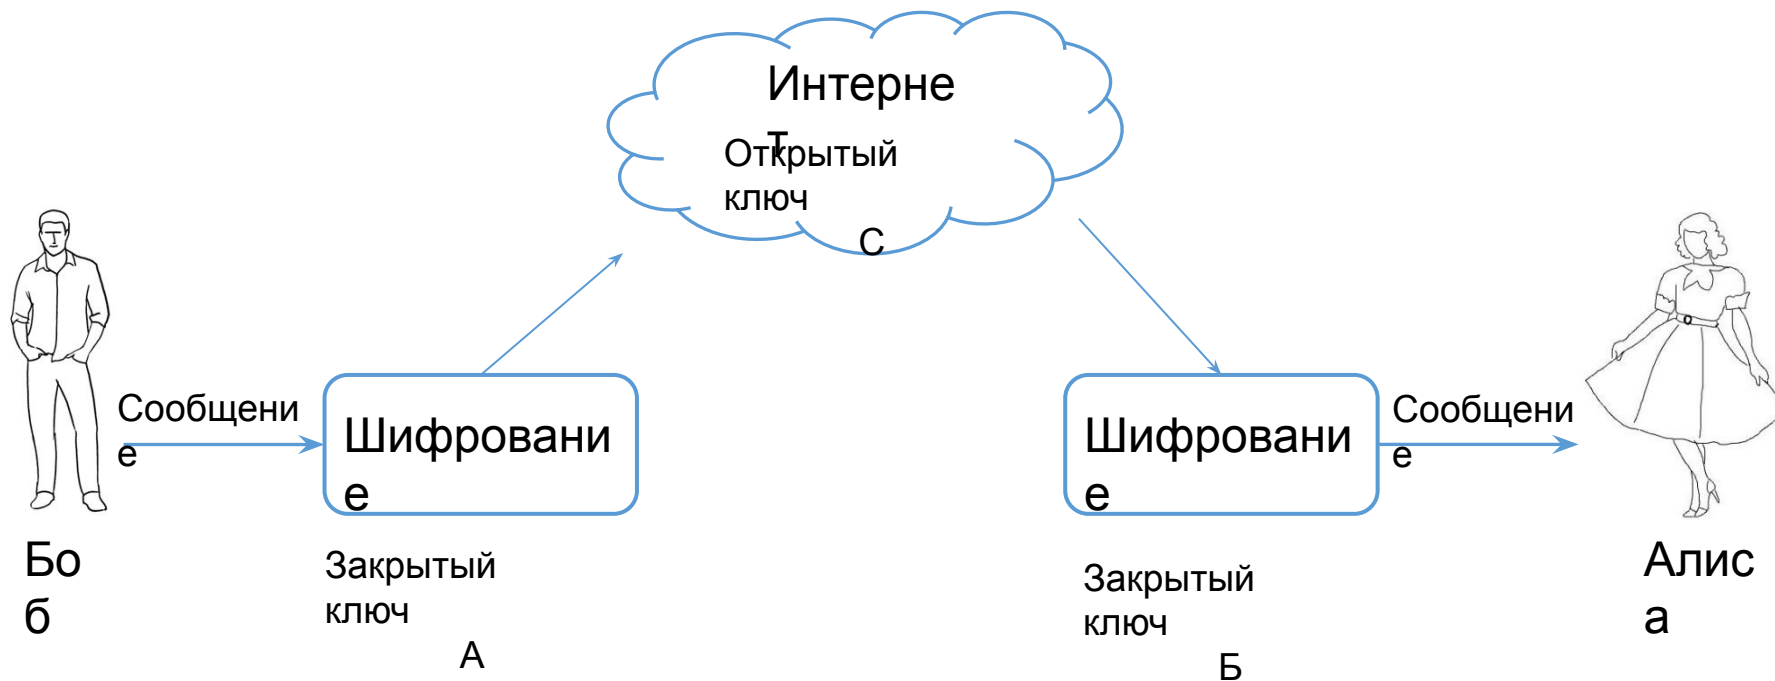 Интерне
т
Открытый
ключ
С
Сообщени
е
Шифровани
е
Шифровани
е
Сообщени
е
Бо
б
Закрытый
ключ
А
Закрытый
ключ
Б
Алис
а